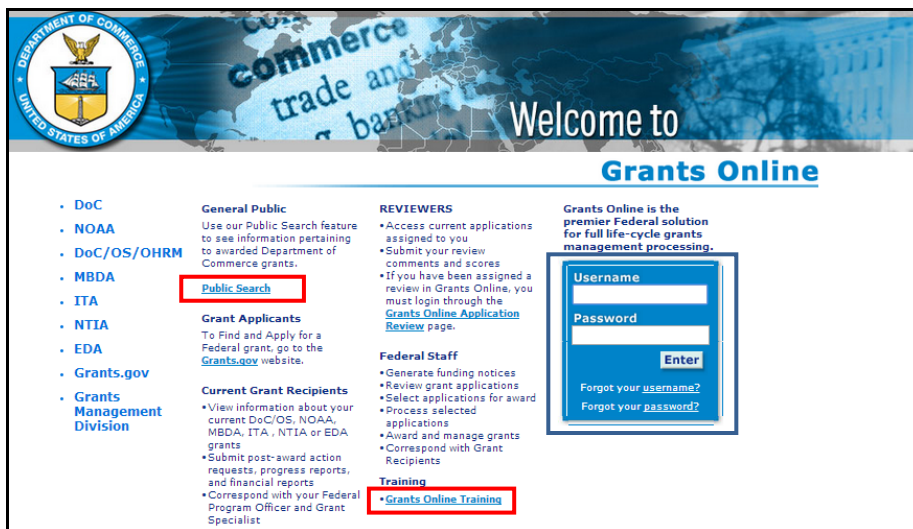 DEPARTMENT OF COMMERCE
UNITED STATES OF AMERICA
commerce
trade and
Welcome to
Grants Online
• DoC
• NOAA
• DoC/OS/OHRM
• MBDA
• ITA
• NTIA
• EDA
• Grants.gov
• Grants
Management
Division
General Public
Use our Public Search feature
to see information pertaining
to awarded Department of
Commerce grants.
Public Search
Grant Applicants
To Find and Apply for a
Federal grant, go to the
Grants.gov website.
Current Grant Recipients
•View information about your
current DoC/OS, NOAA,
MBDA, ITA , NTIA or EDA
grants
•Submit post-award action
requests, progress reports,
and financial reports
•Correspond with your Federal
Program Officer and Grant
Specialist
REVIEWERS
•Access current applications
assigned to you
•Submit your review
comments and scores
•If you have been assigned a
review in Grants Online, you
must login through the
Grants Online Application
Review page.
Federal Staff
•Generate funding notices
•Review grant applications
•Select applications for award
•Process selected
applications
•Award and manage grants
•Correspond with Grant
Recipients
Training
•Grants Online Training
Grants Online is the
premier Federal solution
for full life-cycle grants
management processing.
Username
Password
Enter
Forgot your username?
Forgot your password?